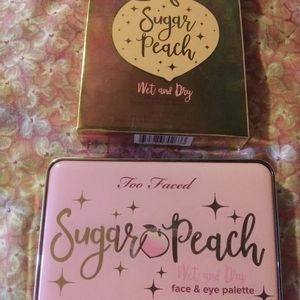 Sugar
Peach
Wet and Dry
Too Faced
Sugar Peach
Wet and Dry
face & eye palette